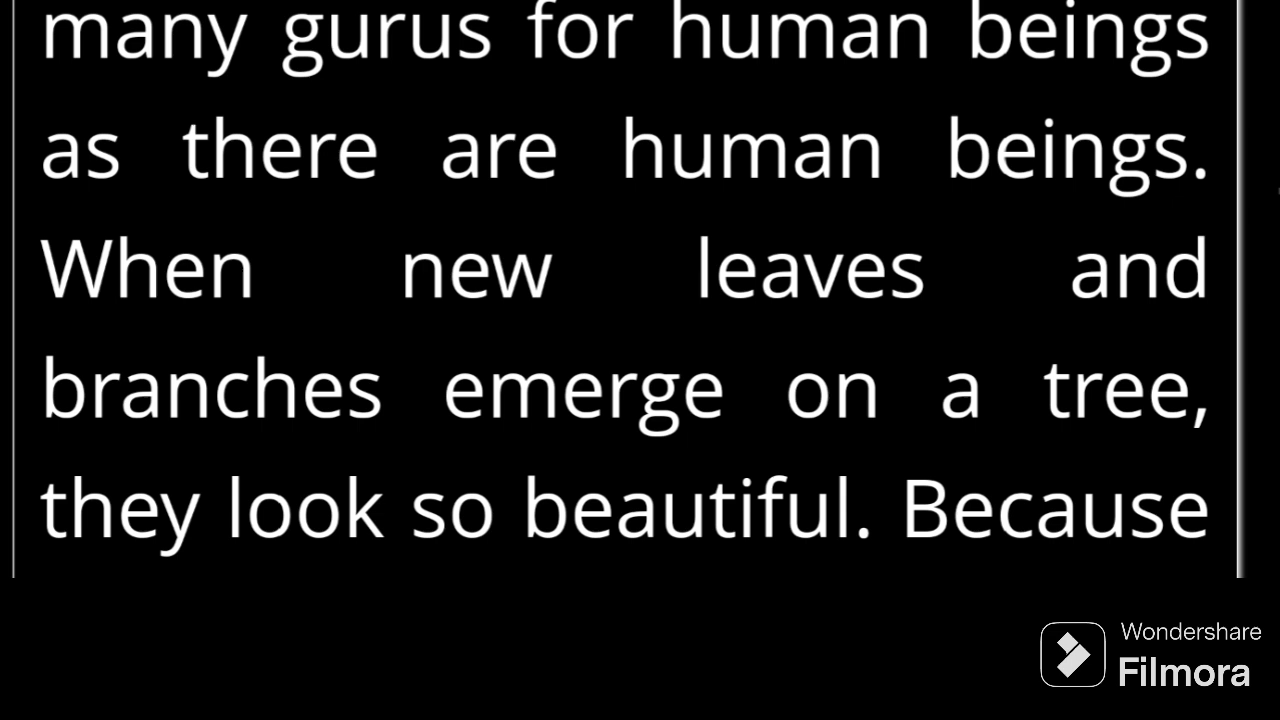 many gurus for human beings
as there are human beings.
When new leaves and
branches emerge on a tree,
they look so beautiful. Because
Wondershare
Filmora